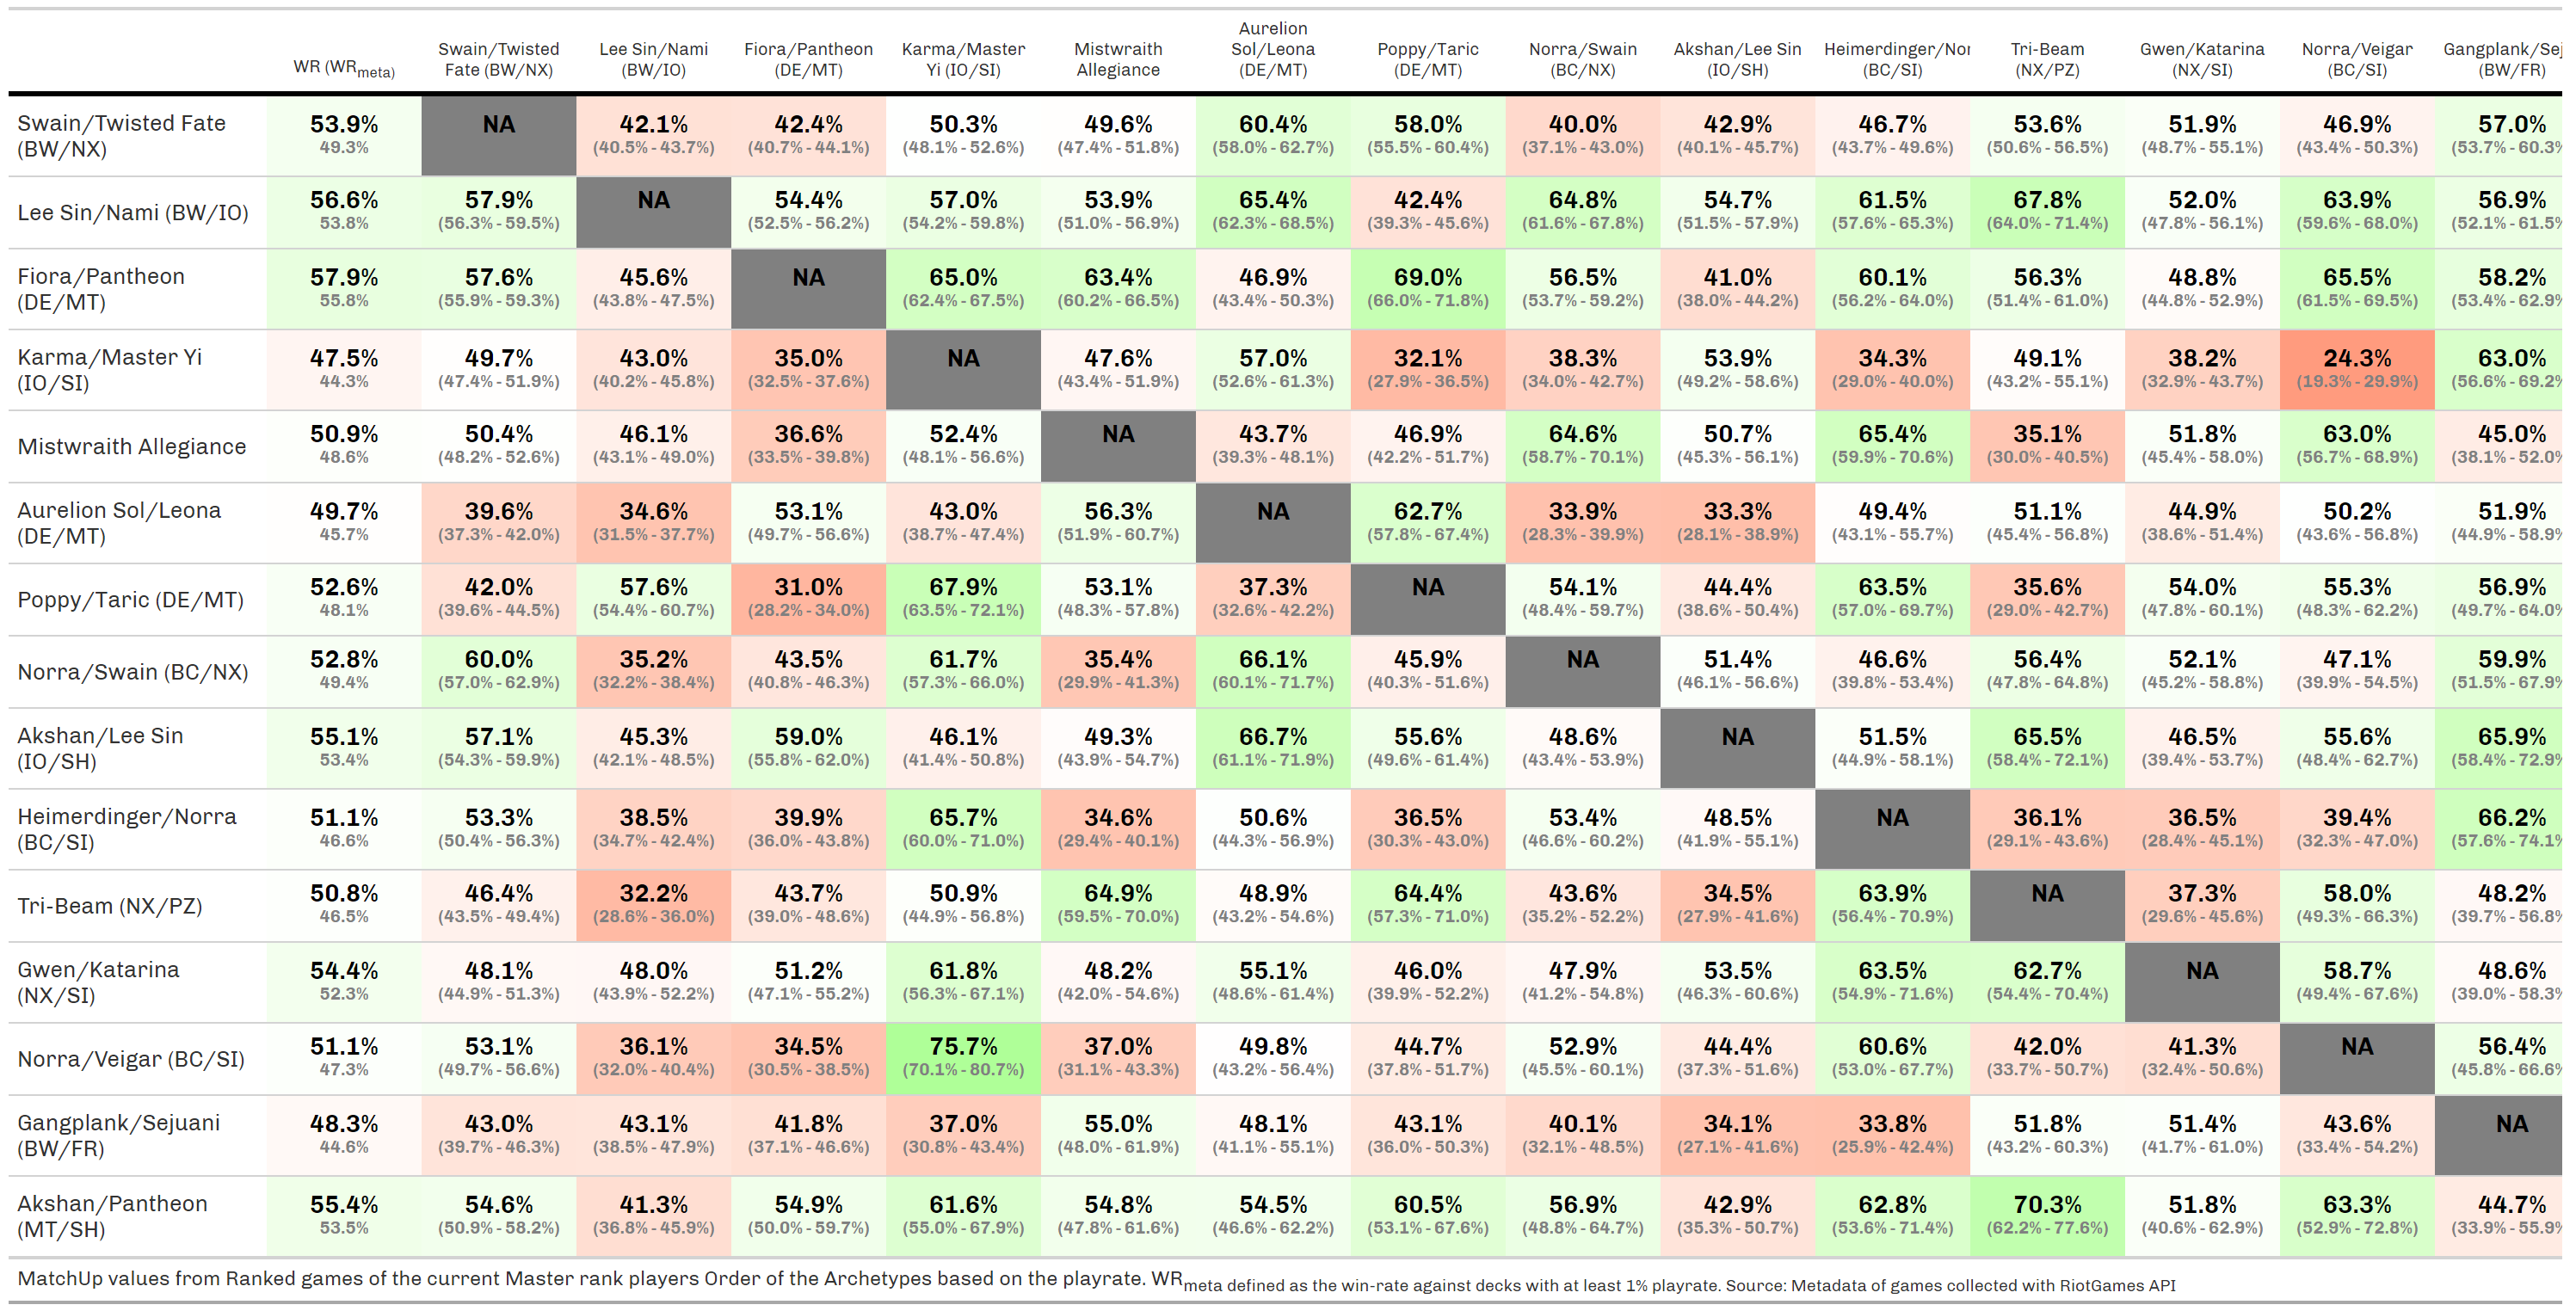 WR (WRmeta) Swain/Twisted Fate (BW/NX) Lee Sin/Nami (BW/IO) Fiora/Pantheon (DE/MT) Karma/Master Yi (IO/SI) Mistwraith Allegiance Aurelion Sol/Leona (DE/MT) Poppy/Taric (DE/MT) Norra/Swain (BC/NX) Akshan/Lee Sin (IO/SH) Heimerdinger/Nor (BC/SI) Tri-Beam (NX/PZ) Gwen/Katarina (NX/SI) Norra/Veigar (BC/SI) Gangplank/Sej (BW/FR)
Swain/Twisted Fate (BW/NX) 53.9% NA 42.1% 42.4% 50.3% 49.6% 60.4% 58.0% 40.0% 42.9% 46.7% 53.6% 51.9% 46.9% 57.0%
49.3% (40.5% - 43.7%) (40.7% - 44.1%) (48.1% - 52.6%) (47.4% - 51.8%) (58.0% - 62.7%) (55.5% - 60.4%) (37.1% - 43.0%) (40.1% - 45.7%) (43.7% - 49.6%) (50.6% - 56.5%) (48.7% - 55.1%) (43.4% - 50.3%) (53.7% - 60.3%
Lee Sin/Nami (BW/IO) 56.6% 57.9% NA 54.4% 57.0% 53.9% 65.4% 42.4% 64.8% 54.7% 61.5% 67.8% 52.0% 63.9% 56.9%
53.8% (56.3% - 59.5%) (52.5% - 56.2%) (54.2% - 59.8%) (51.0% - 56.9%) (62.3% - 68.5%) (39.3% - 45.6%) (61.6% - 67.8%) (51.5% - 57.9%) (57.6% - 65.3%) (64.0% - 71.4%) (47.8% - 56.1%) (59.6% - 68.0%) (52.1% - 61.5%
Fiora/Pantheon (DE/MT) 57.9% 57.6% 45.6% NA 65.0% 63.4% 46.9% 69.0% 56.5% 41.0% 60.1% 56.3% 48.8% 65.5% 58.2%
55.8% (55.9% - 59.3%) (43.8% - 47.5%) (62.4% - 67.5%) (60.2% - 66.5%) (43.4% - 50.3%) (66.0% - 71.8%) (53.7% - 59.2%) (38.0% - 44.2%) (56.2% - 64.0%) (51.4% - 61.0%) (44.8% - 52.9%) (61.5% - 69.5%) (53.4% - 62.9%
Karma/Master Yi (IO/SI) 47.5% 49.7% 43.0% 35.0% NA 47.6% 57.0% 32.1% 38.3% 53.9% 34.3% 49.1% 38.2% 24.3% 63.0%
44.3% (47.4% - 51.9%) (40.2% - 45.8%) (32.5% - 37.6%) (43.4% - 51.9%) (52.6% - 61.3%) (27.9% - 36.5%) (34.0% - 42.7%) (49.2% - 58.6%) (29.0% - 40.0%) (43.2% - 55.1%) (32.9% - 43.7%) (19.3% - 29.9%) (56.6% - 69.2%
Mistwraith Allegiance 50.9% 50.4% 46.1% 36.6% 52.4% NA 43.7% 46.9% 64.6% 50.7% 65.4% 35.1% 51.8% 63.0% 45.0%
48.6% (48.2% - 52.6%) (43.1% - 49.0%) (33.5% - 39.8%) (48.1% - 56.6%) (39.3% - 48.1%) (42.2% - 51.7%) (58.7% - 70.1%) (45.3% - 56.1%) (59.9% - 70.6%) (30.0% - 40.5%) (45.4% - 58.0%) (56.7% - 68.9%) (38.1% - 52.0%
Aurelion Sol/Leona (DE/MT) 49.7% 39.6% 34.6% 53.1% 43.0% 56.3% NA 62.7% 33.9% 33.3% 49.4% 51.1% 44.9% 50.2% 51.9%
45.7% (37.3% - 42.0%) (31.5% - 37.7%) (49.7% - 56.6%) (38.7% - 47.4%) (51.9% - 60.7%) (57.8% - 67.4%) (28.3% - 39.9%) (28.1% - 38.9%) (43.1% - 55.7%) (45.4% - 56.8%) (38.6% - 51.4%) (43.6% - 56.8%) (44.9% - 58.9%
Poppy/Taric (DE/MT) 52.6% 42.0% 57.6% 31.0% 67.9% 53.1% 37.3% NA 54.1% 44.4% 63.5% 35.6% 54.0% 55.3% 56.9%
48.1% (39.6% - 44.5%) (54.4% - 60.7%) (28.2% - 34.0%) (63.5% - 72.1%) (48.3% - 57.8%) (32.6% - 42.2%) (48.4% - 59.7%) (38.6% - 50.4%) (57.0% - 69.7%) (29.0% - 42.7%) (47.8% - 60.1%) (48.3% - 62.2%) (49.7% - 64.0%
Norra/Swain (BC/NX) 52.8% 60.0% 35.2% 43.5% 61.7% 35.4% 66.1% 45.9% NA 51.4% 46.6% 56.4% 52.1% 47.1% 59.9%
49.4% (57.0% - 62.9%) (32.2% - 38.4%) (40.8% - 46.3%) (57.3% - 66.0%) (29.9% - 41.3%) (60.1% - 71.7%) (40.3% - 51.6%) (46.1% - 56.6%) (39.8% - 53.4%) (47.8% - 64.8%) (45.2% - 58.8%) (39.9% - 54.5%) (51.5% - 67.9%
Akshan/Lee Sin (IO/SH) 55.1% 57.1% 45.3% 59.0% 46.1% 49.3% 66.7% 55.6% 48.6% NA 51.5% 65.5% 46.5% 55.6% 65.9%
53.4% (54.3% - 59.9%) (42.1% - 48.5%) (55.8% - 62.0%) (41.4% - 50.8%) (43.9% - 54.7%) (61.1% - 71.9%) (49.6% - 61.4%) (43.4% - 53.9%) (44.9% - 58.1%) (58.4% - 72.1%) (39.4% - 53.7%) (48.4% - 62.7%) (58.4% - 72.9%
Heimerdinger/Norra (BC/SI) 51.1% 53.3% 38.5% 39.9% 65.7% 34.6% 50.6% 36.5% 53.4% 48.5% NA 36.1% 36.5% 39.4% 66.2%
46.6% (50.4% - 56.3%) (34.7% - 42.4%) (36.0% - 43.8%) (60.0% - 71.0%) (29.4% - 40.1%) (44.3% - 56.9%) (30.3% - 43.0%) (46.6% - 60.2%) (41.9% - 55.1%) (29.1% - 43.6%) (28.4% - 45.1%) (32.3% - 47.0%) (57.6% - 74.1%
Tri-Beam (NX/PZ) 50.8% 46.4% 32.2% 43.7% 50.9% 64.9% 48.9% 64.4% 43.6% 34.5% 63.9% NA 37.3% 58.0% 48.2%
46.5% (43.5% - 49.4%) (28.6% - 36.0%) (39.0% - 48.6%) (44.9% - 56.8%) (59.5% - 70.0%) (43.2% - 54.6%) (57.3% - 71.0%) (35.2% - 52.2%) (27.9% - 41.6%) (56.4% - 70.9%) (29.6% - 45.6%) (49.3% - 66.3%) (39.7% - 56.8%
Gwen/Katarina (NX/SI) 54.4% 48.1% 48.0% 51.2% 61.8% 48.2% 55.1% 46.0% 47.9% 53.5% 63.5% 62.7% NA 58.7% 48.6%
52.3% (44.9% - 51.3%) (43.9% - 52.2%) (47.1% - 55.2%) (56.3% - 67.1%) (42.0% - 54.6%) (48.6% - 61.4%) (39.9% - 52.2%) (41.2% - 54.8%) (46.3% - 60.6%) (54.9% - 71.6%) (54.4% - 70.4%) (49.4% - 67.6%) (39.0% - 58.3%
Norra/Veigar (BC/SI) 51.1% 53.1% 36.1% 34.5% 75.7% 37.0% 49.8% 44.7% 52.9% 44.4% 60.6% 42.0% 41.3% NA 56.4%
47.3% (49.7% - 56.6%) (32.0% - 40.4%) (30.5% - 38.5%) (70.1% - 80.7%) (31.1% - 43.3%) (43.2% - 56.4%) (37.8% - 51.7%) (45.5% - 60.1%) (37.3% - 51.6%) (53.0% - 67.7%) (33.7% - 50.7%) (32.4% - 50.6%) (45.8% - 66.6%
Gangplank/Sejuani (BW/FR) 48.3% 43.0% 43.1% 41.8% 37.0% 55.0% 48.1% 43.1% 40.1% 34.1% 33.8% 51.8% 51.4% 43.6% NA
44.6% (39.7% - 46.3%) (38.5% - 47.9%) (37.1% - 46.6%) (30.8% - 43.4%) (48.0% - 61.9%) (41.1% - 55.1%) (36.0% - 50.3%) (32.1% - 48.5%) (27.1% - 41.6%) (25.9% - 42.4%) (43.2% - 60.3%) (41.7% - 61.0%) (33.4% - 54.2%)
Akshan/Pantheon (MT/SH) 55.4% 54.6% 41.3% 54.9% 61.6% 54.8% 54.5% 60.5% 56.9% 42.9% 62.8% 70.3% 51.8% 63.3% 44.7%
53.5% (50.9% - 58.2%) (36.8% - 45.9%) (50.0% - 59.7%) (55.0% - 67.9%) (47.8% - 61.6%) (46.6% - 62.2%) (53.1% - 67.6%) (48.8% - 64.7%) (35.3% - 50.7%) (53.6% - 71.4%) (62.2% - 77.6%) (40.6% - 62.9%) (52.9% - 72.8%) (33.9% - 55.9%
MatchUp values from Ranked games of the current Master rank players Order of the Archetypes based on the playrate. WRmeta defined as the win-rate against decks with at least 1% playrate. Source: Metadata of games collected with RiotGames API